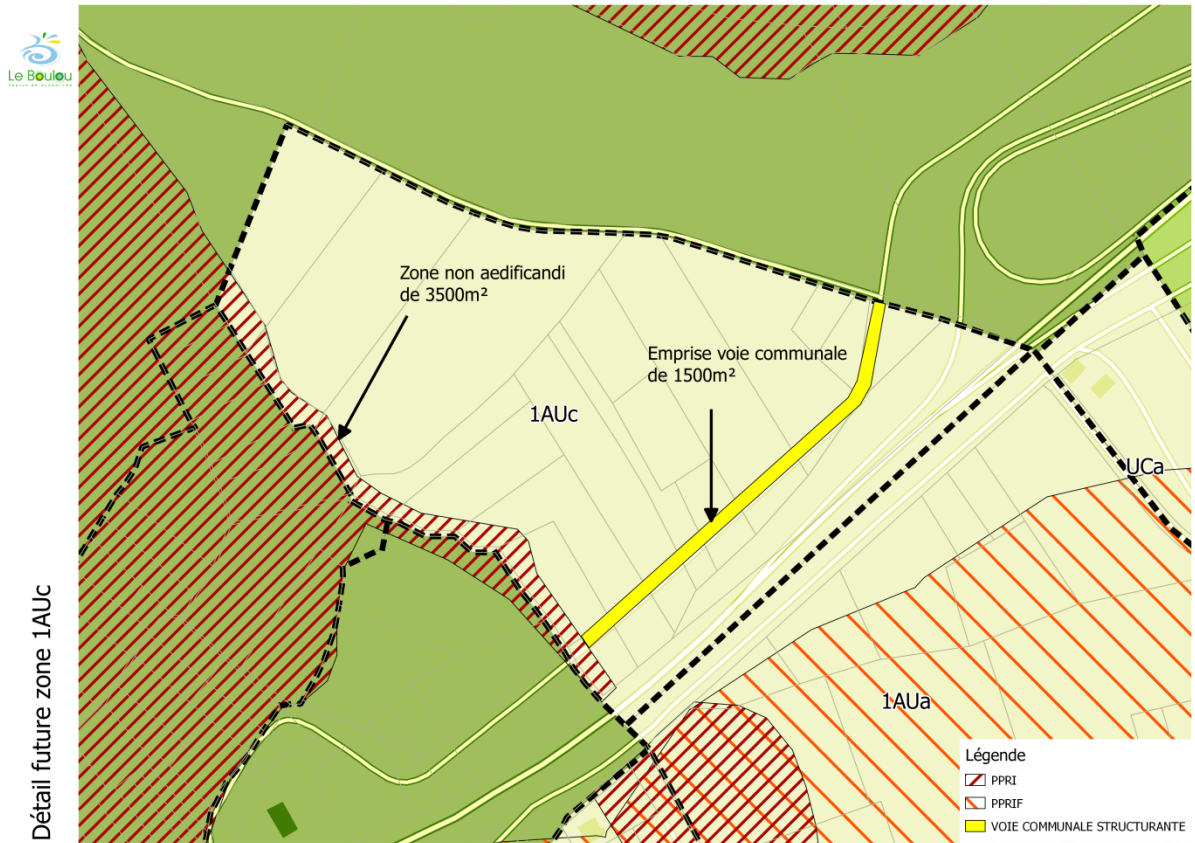 Le Boulou
Zone non aedificandi
de 3500m²
Emprise voie communale
de 1500m²
1AUc
UCa
1AUa
Détail future zone 1AUc
Légende
PPRI
PPRIF
VOIE COMMUNALE STRUCTURANTE